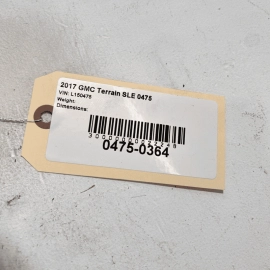 2017 GMC Terrain SLE 0475
VIN: L150475
Weight:
Dimensions:
0475-0364